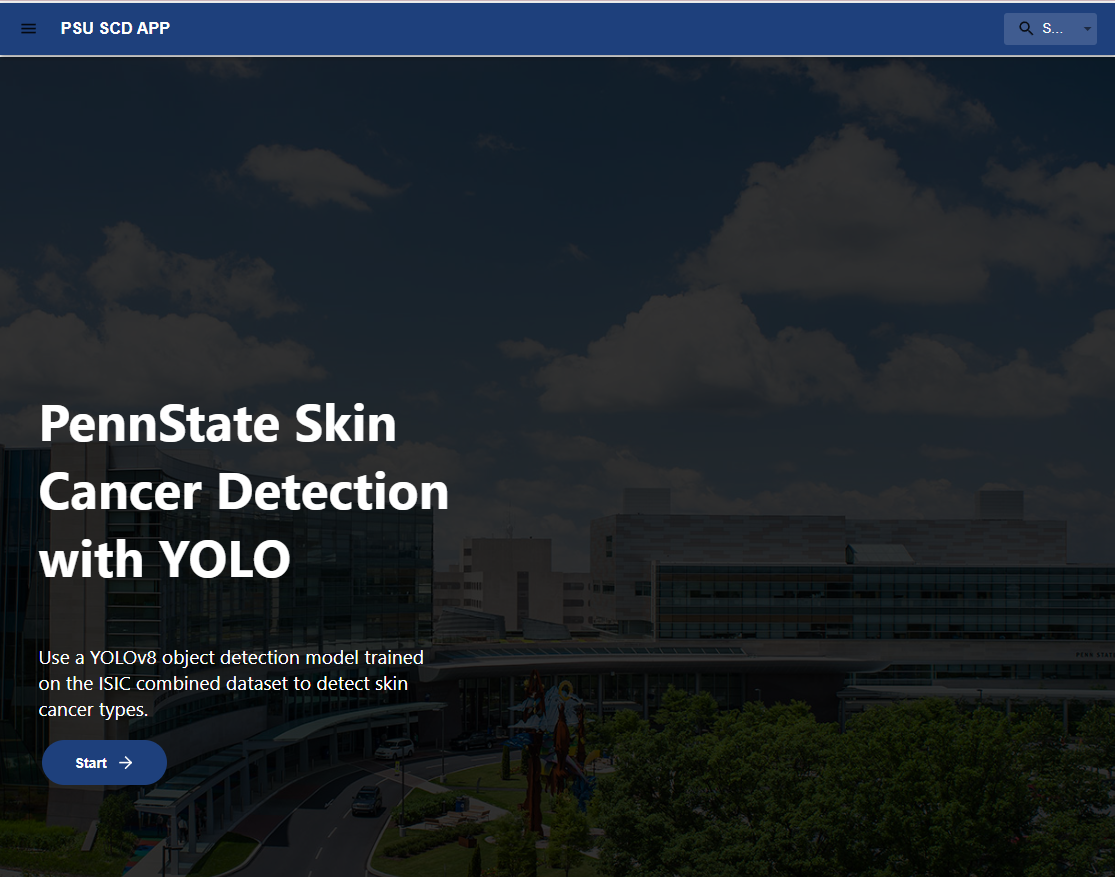 PSU SCD APP
S...
PennState Skin
Cancer Detection
with YOLO
Use a YOLOv8 object detection model trained
on the ISIC combined dataset to detect skin
cancer types.
Start
PENN STATE